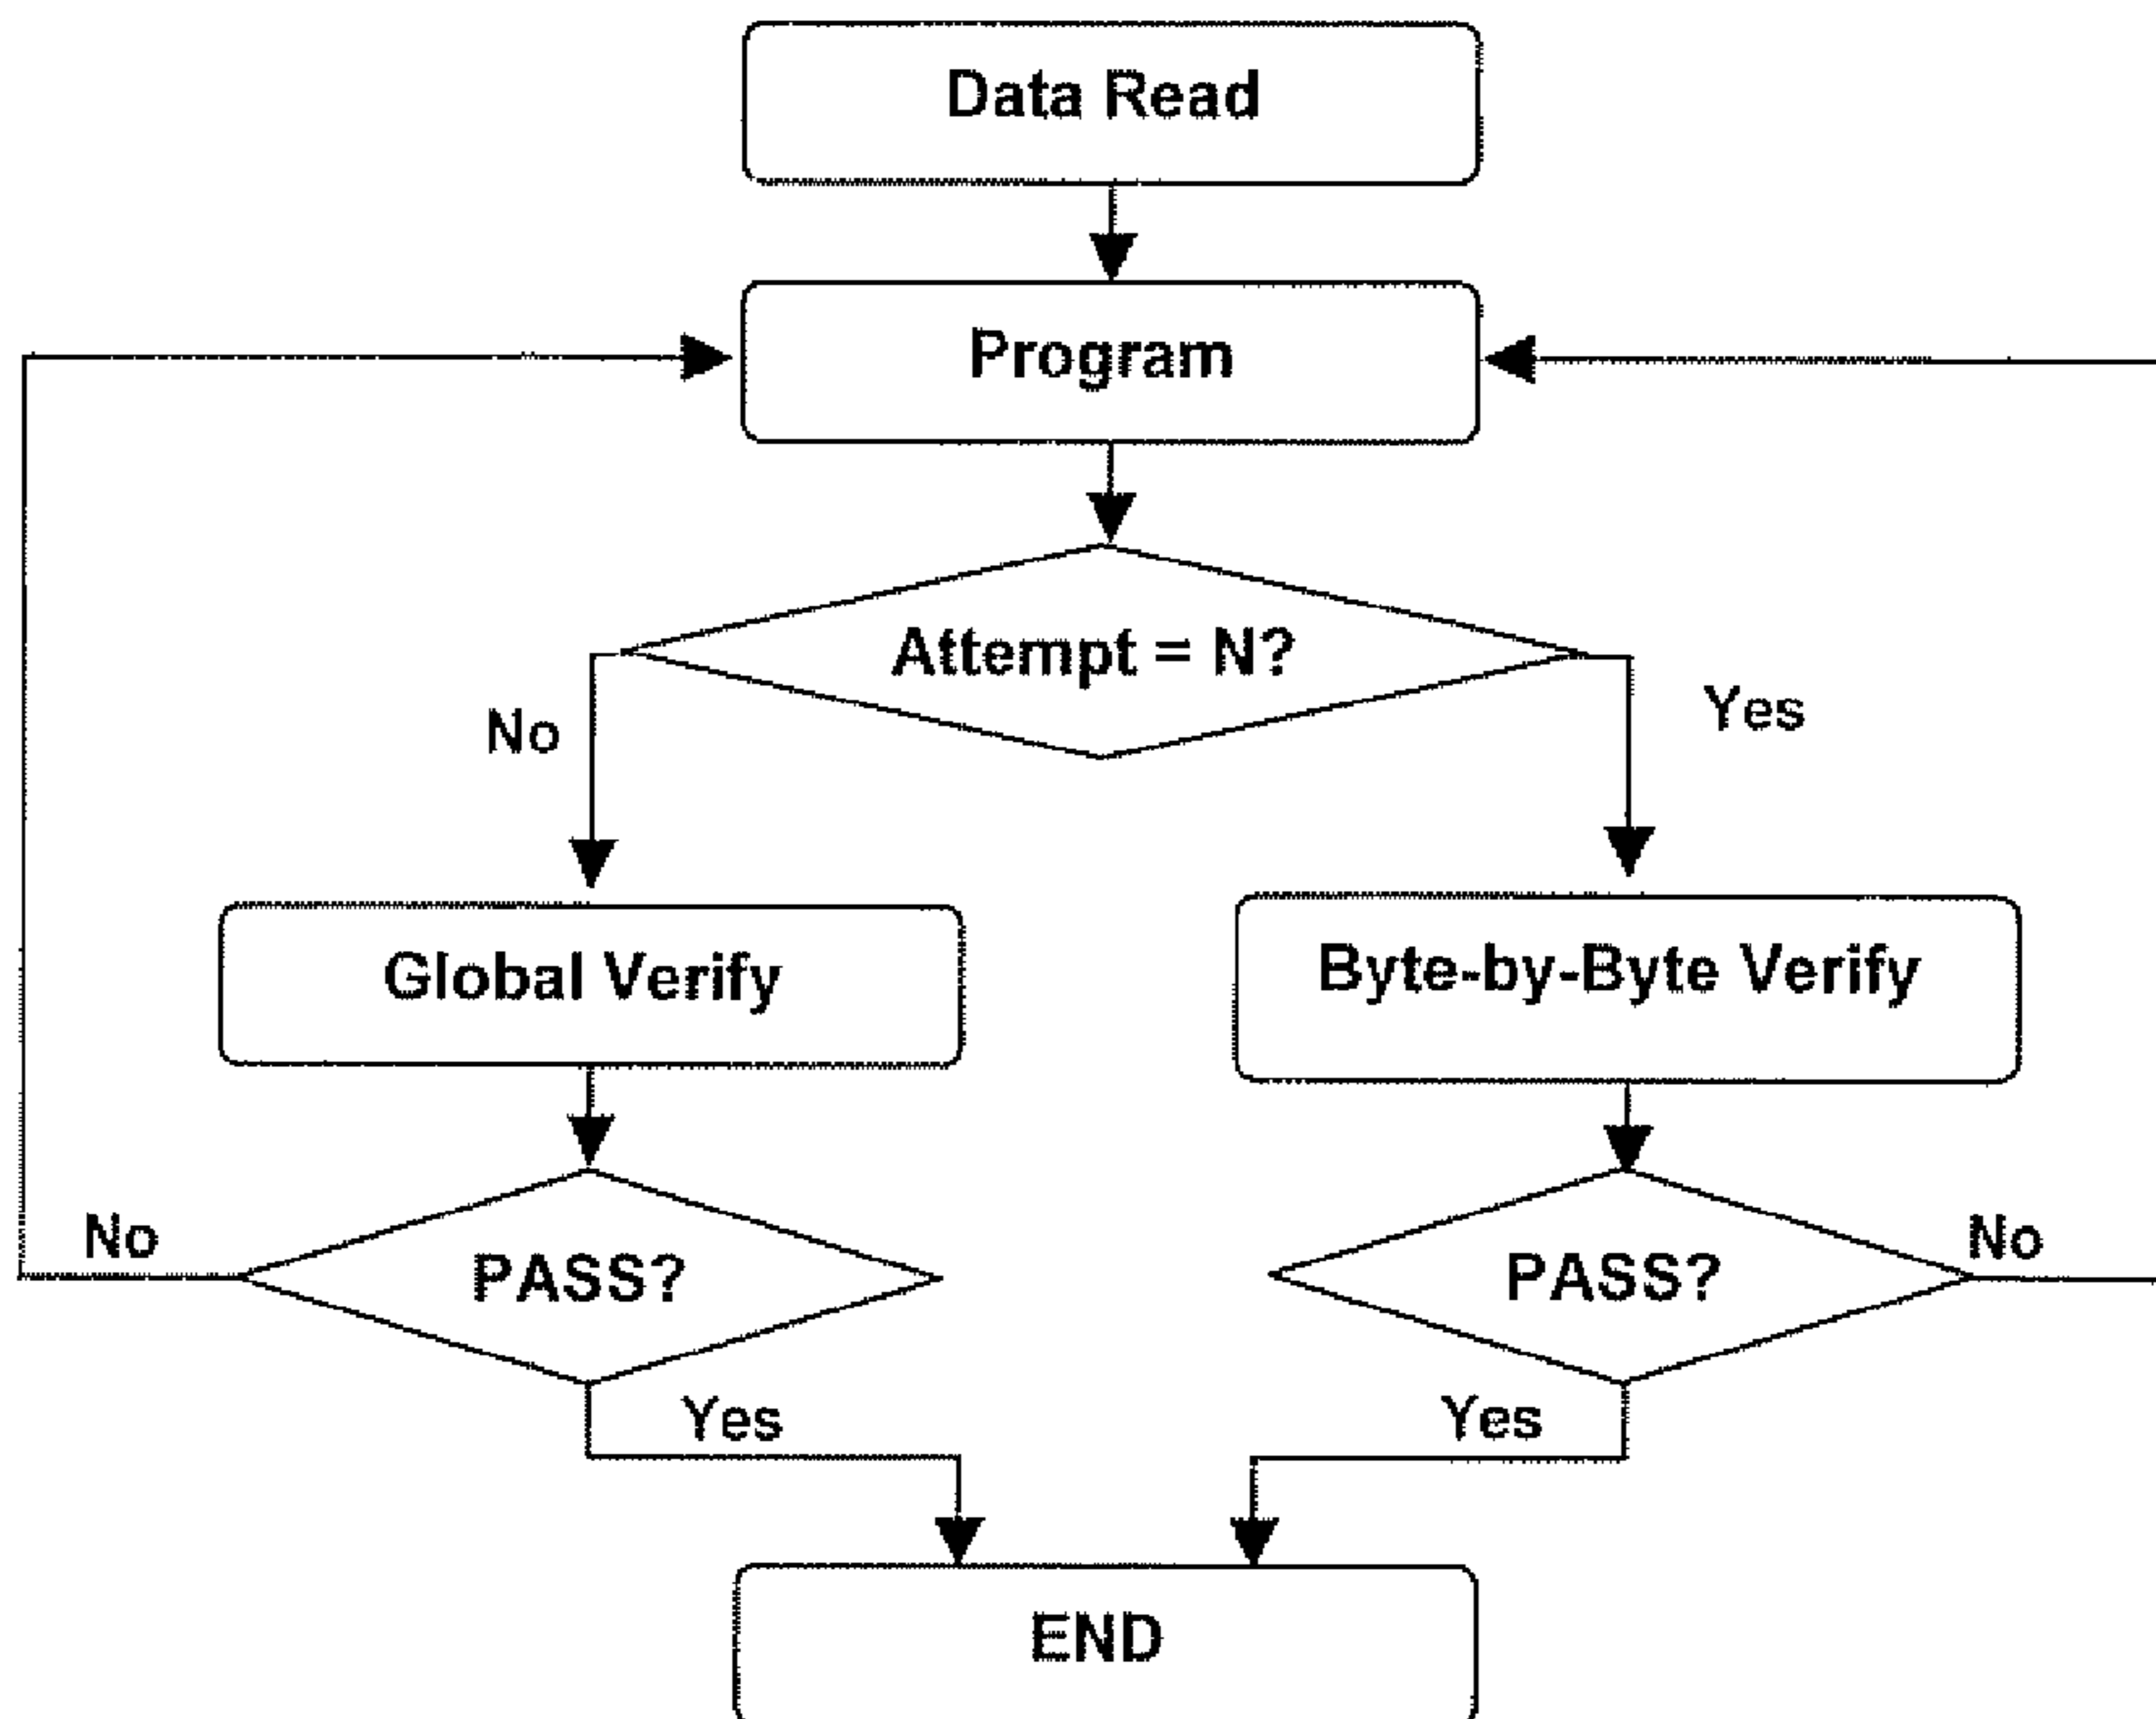 Data Read
Program
Attempt = N?
No
Yes
Global Verify
Byte-by-Byte Verify
No
PASS?
PASS?
No
Yes
Yes
END